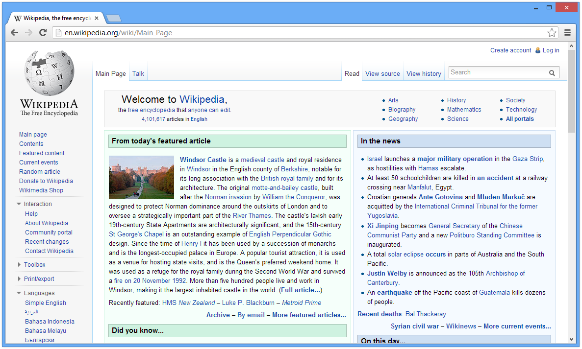 Wikipedia, the free encyc
en.wikipedia.org/wiki/Main_Page
Create account Log in
WIKIPEDIA
The Free Encyclopedia
Main Page Talk
Read View source View history
Search
Main page
Contents
Featured content
Current events
Random article
Donate to Wikipedia
Wikimedia Shop
Interaction
Help
About Wikipedia
Community portal
Recent changes
Contact Wikipedia
Toolbox
Print/export
Languages
Simple English
العربية
Bahasa Indonesia
Bahasa Melayu
Български
Welcome to Wikipedia,
the free encyclopedia that anyone can edit.
4,101,617 articles in English
Arts
Biography
Geography
History
Mathematics
Science
Society
Technology
All portals
From today's featured article
Windsor Castle is a medieval castle and royal residence
in Windsor in the English county of Berkshire, notable
for its long association with the British royal family and for
its architecture. The original motte-and-bailey castle, built
after the Norman invasion by William the Conqueror, was
designed to protect Norman dominance around the outskirts of London and to
oversee a strategically important part of the River Thames. The castle's lavish early
19th-century State Apartments are architecturally significant, and the 15th-century
St George's Chapel is an outstanding example of English Perpendicular Gothic
design. Since the time of Henry I it has been used by a succession of monarchs
and is the longest-occupied palace in Europe. A popular tourist attraction, it is used
as a venue for hosting state visits, and is the Queen's preferred weekend home. It
was used as a refuge for the royal family during the Second World War and survived
a fire on 20 November 1992. More than five hundred people live and work in
Windsor, making it the largest inhabited castle in the world. (Full article...)
Recently featured: HMS New Zealand – Luke P. Blackburn – Metroid Prime
Archive – By email – More featured articles...
Did you know...
In the news
Israel launches a major military operation in the Gaza Strip,
as hostilities with Hamas escalate.
At least 50 schoolchildren are killed in an accident at a railway
crossing near Manfalut, Egypt.
Croatian generals Ante Gotovina and Mladen Markač are
acquitted by the International Criminal Tribunal for the former
Yugoslavia.
Xi Jinping becomes General Secretary of the Chinese
Communist Party and a new Politburo Standing Committee is
inaugurated.
A total solar eclipse occurs in parts of Australia and the South
Pacific.
Justin Welby is announced as the 105th Archbishop of
Canterbury.
An earthquake off the Pacific coast of Guatemala kills dozens
of people.
Recent deaths: Bal Thackeray
Syrian civil war – Wikinews – More current events...
On this day...